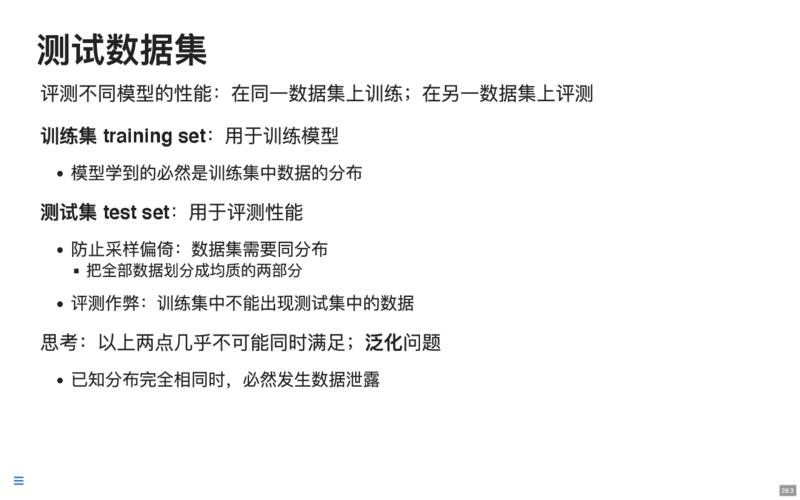 测试数据集
评测不同模型的性能：在同一数据集上训练；在另一数据集上评测
训练集 training set：用于训练模型
• 模型学到的必然是训练集中数据的分布
测试集 test set：用于评测性能
• 防止采样偏倚：数据集需要同分布
▪ 把全部数据划分成均质的两部分
• 评测作弊：训练集中不能出现测试集中的数据
思考：以上两点几乎不可能同时满足；泛化问题
• 已知分布完全相同时，必然发生数据泄露
29.3